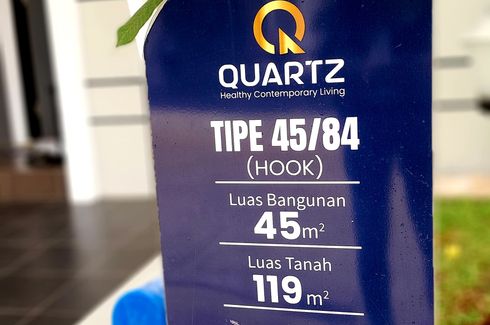 QUARTZ
Healthy Contemporary Living
TIPE 45/84
(HOOK)
Luas Bangunan
45m²
Luas Tanah
119m²